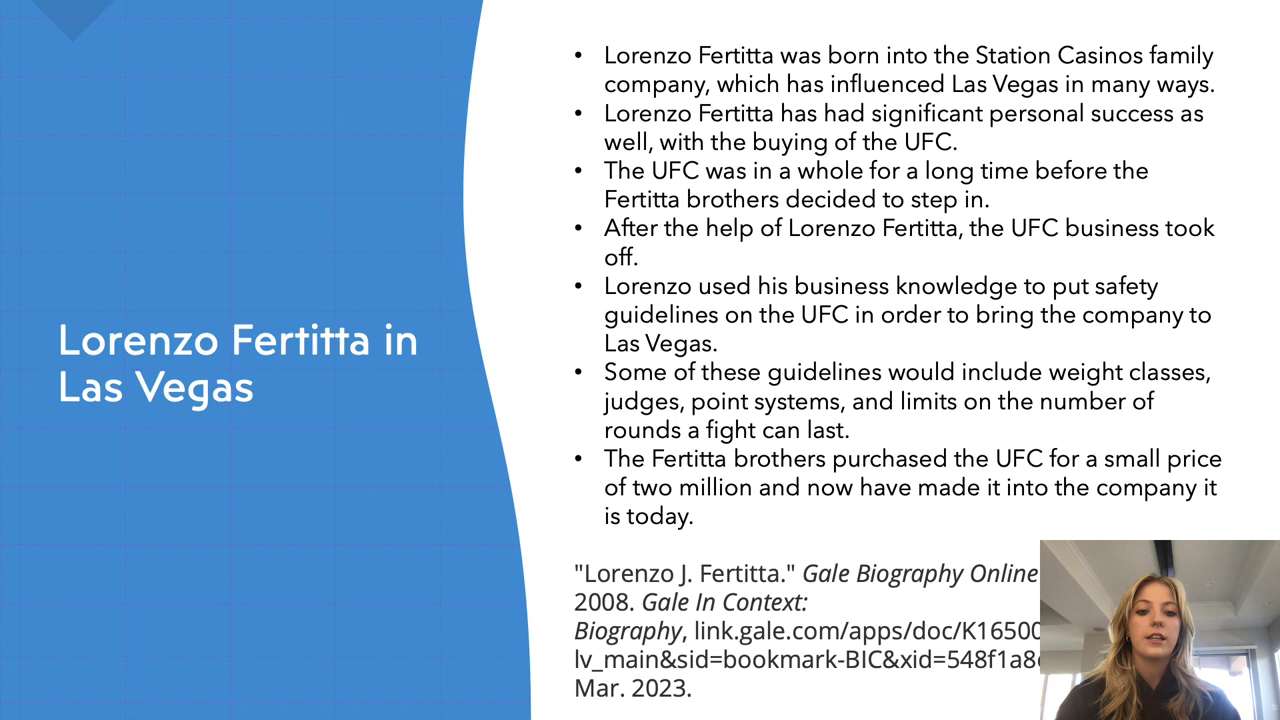 Lorenzo Fertitta in
Las Vegas
• Lorenzo Fertitta was born into the Station Casinos family
company, which has influenced Las Vegas in many ways.
• Lorenzo Fertitta has had significant personal success as
well, with the buying of the UFC.
• The UFC was in a whole for a long time before the
Fertitta brothers decided to step in.
• After the help of Lorenzo Fertitta, the UFC business took
off.
• Lorenzo used his business knowledge to put safety
guidelines on the UFC in order to bring the company to
Las Vegas.
• Some of these guidelines would include weight classes,
judges, point systems, and limits on the number of
rounds a fight can last.
• The Fertitta brothers purchased the UFC for a small price
of two million and now have made it into the company it
is today.
"Lorenzo J. Fertitta." Gale Biography Online
2008. Gale In Context:
Biography, link.gale.com/apps/doc/K16500
lv_main&sid=bookmark-BIC&xid=548f1a8
Mar. 2023.